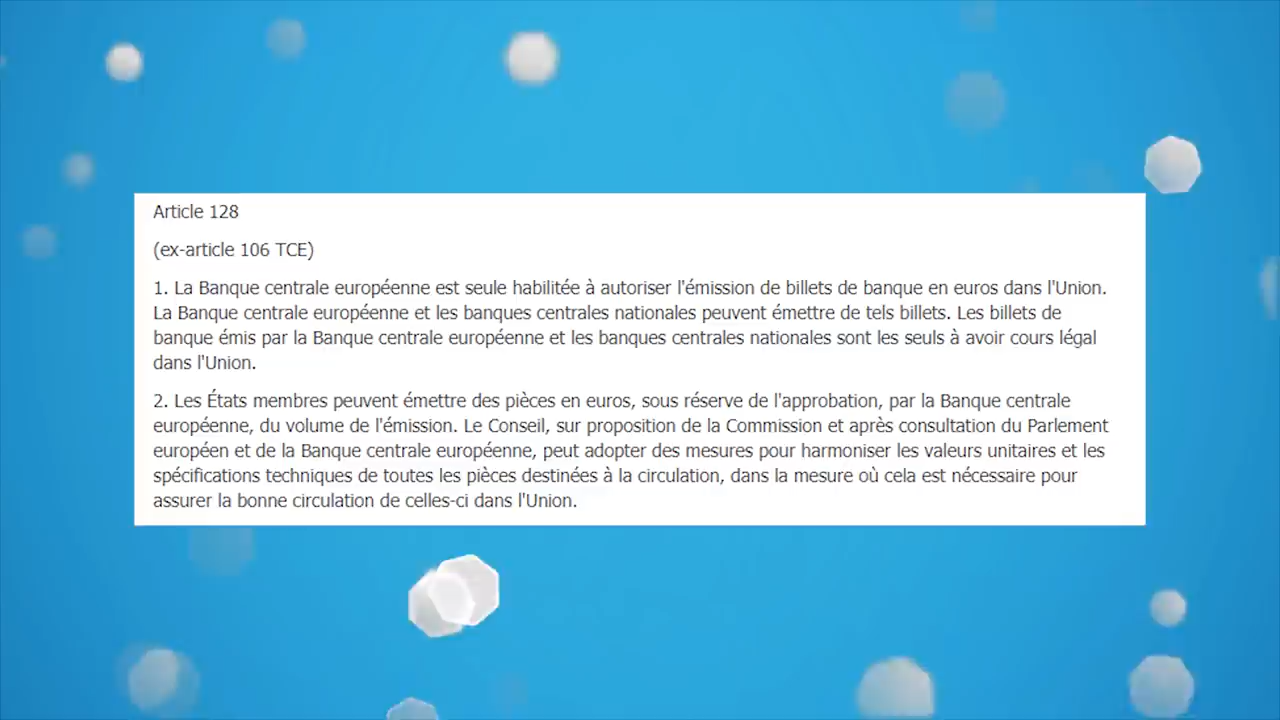 Article 128
(ex-article 106 TCE)
1. La Banque centrale européenne est seule habilitée à autoriser l'émission de billets de banque en euros dans l'Union.
La Banque centrale européenne et les banques centrales nationales peuvent émettre de tels billets. Les billets de
banque émis par la Banque centrale européenne et les banques centrales nationales sont les seuls à avoir cours légal
dans l'Union.
2. Les États membres peuvent émettre des pièces en euros, sous réserve de l'approbation, par la Banque centrale
européenne, du volume de l'émission. Le Conseil, sur proposition de la Commission et après consultation du Parlement
européen et de la Banque centrale européenne, peut adopter des mesures pour harmoniser les valeurs unitaires et les
spécifications techniques de toutes les pièces destinées à la circulation, dans la mesure où cela est nécessaire pour
assurer la bonne circulation de celles-ci dans l'Union.